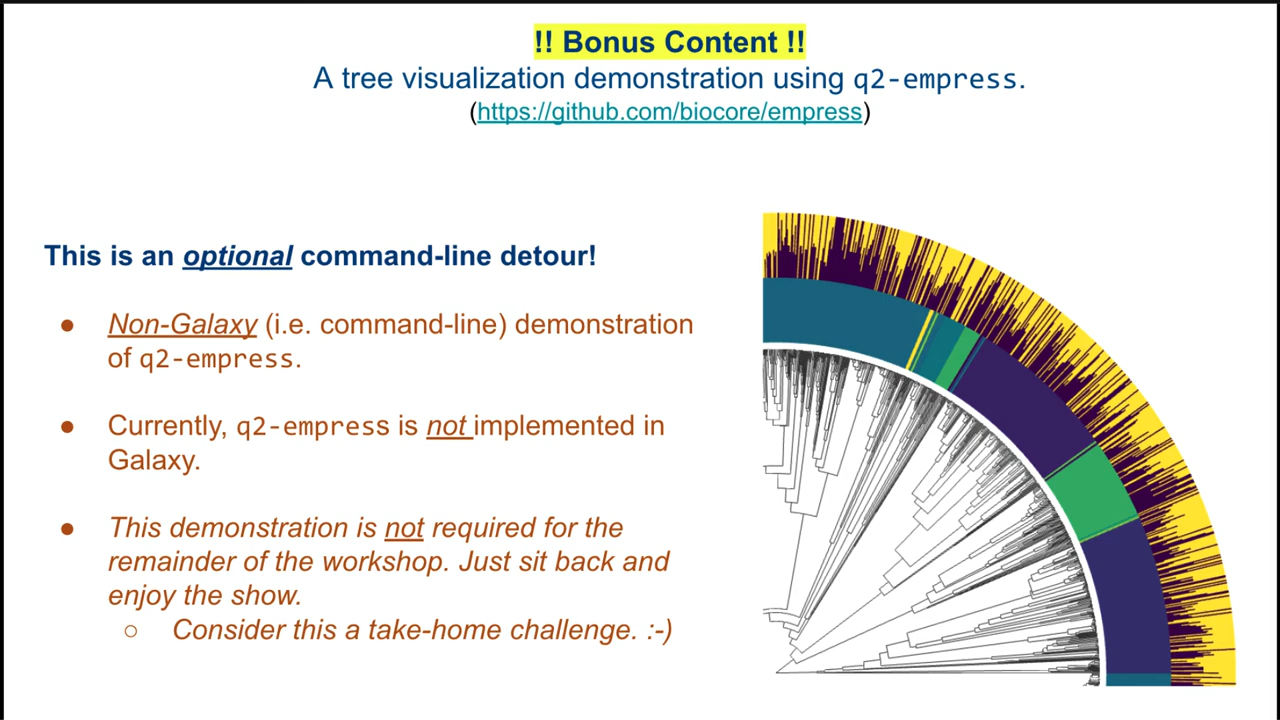 !! Bonus Content !!
A tree visualization demonstration using q2-empress.
(https://github.com/biocore/empress)
This is an optional command-line detour!
● Non-Galaxy (i.e. command-line) demonstration
of q2-empress.
● Currently, q2-empress is not implemented in
Galaxy.
● This demonstration is not required for the
remainder of the workshop. Just sit back and
enjoy the show.
○ Consider this a take-home challenge. :-)